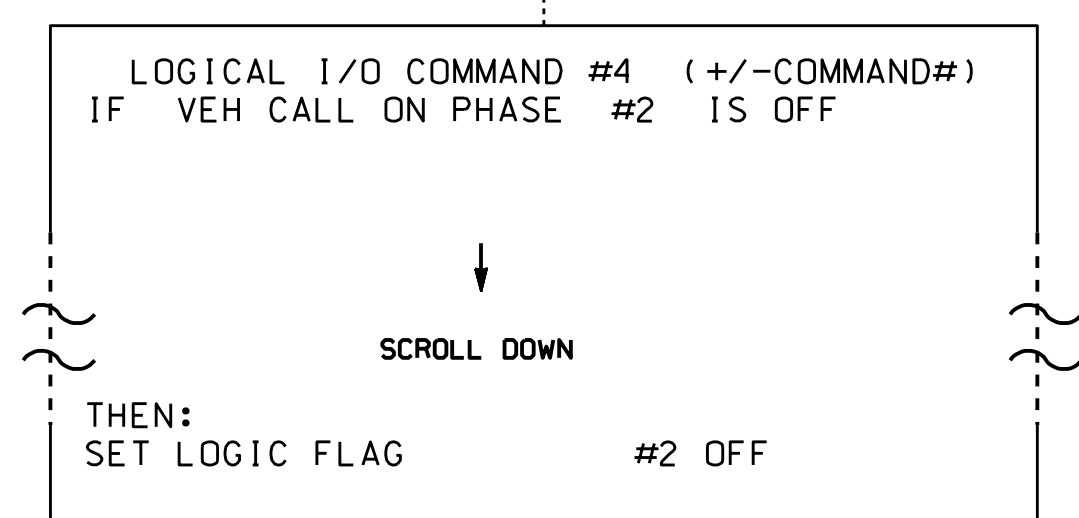 LOGICAL I/O COMMAND #4 (+/-COMMAND#)
IF VEH CALL ON PHASE #2 IS OFF
SCROLL DOWN
THEN:
SET LOGIC FLAG #2 OFF